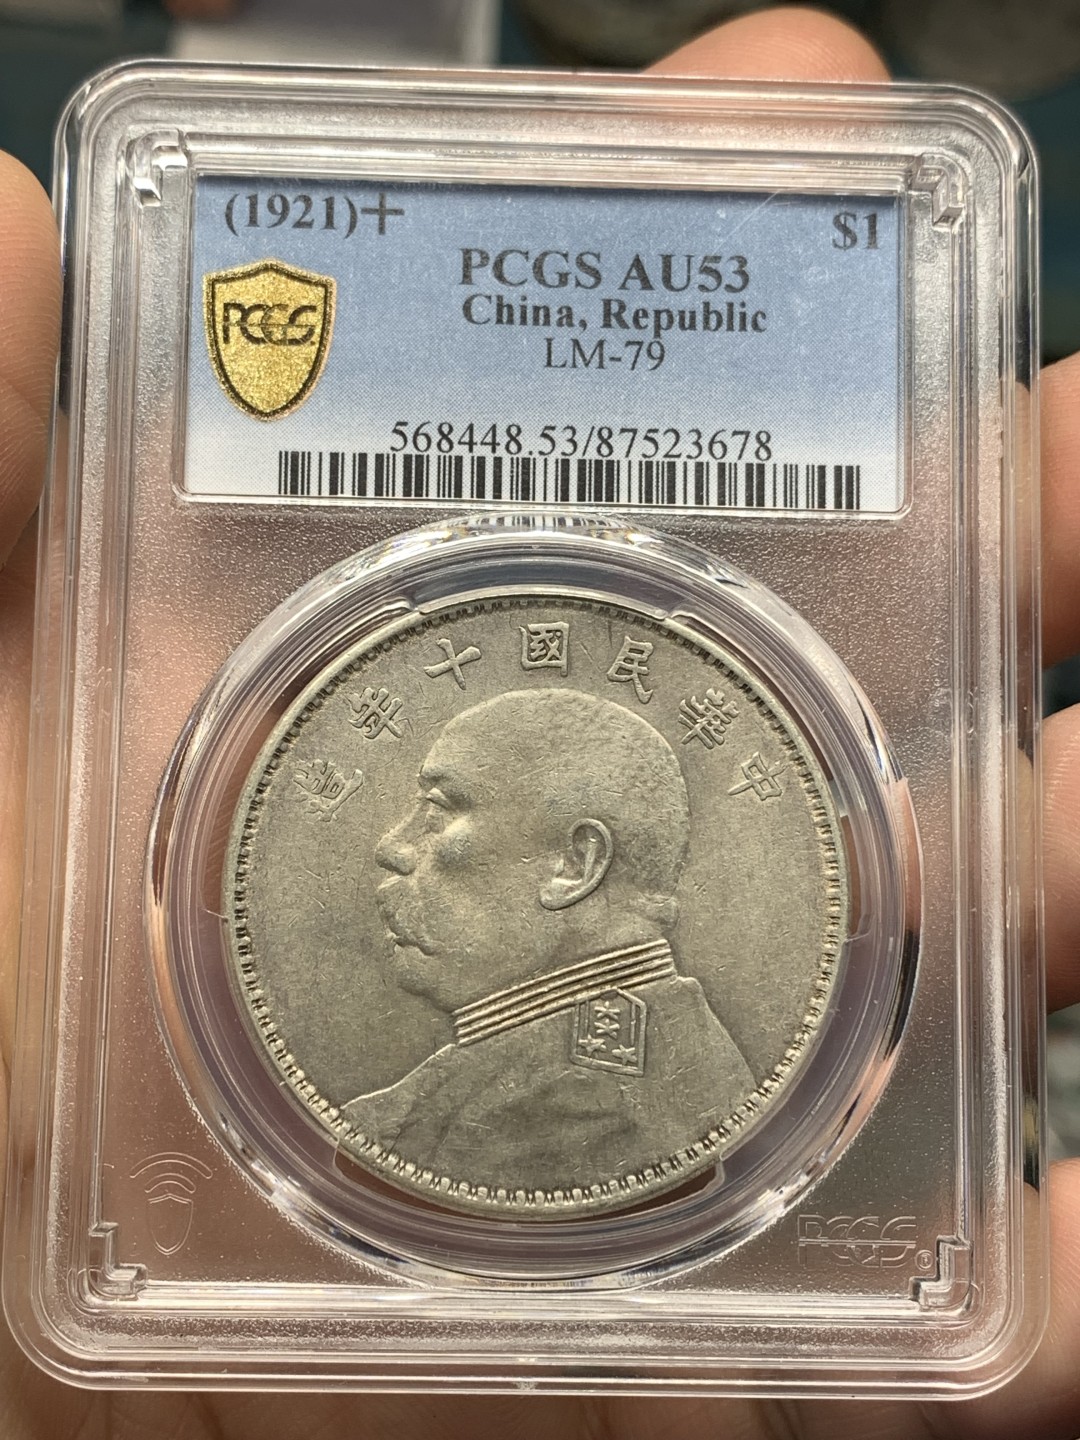 (1921)+ $1
PCGS AU53
China, Republic
LM-79
PCGS
568448.53/87523678
造年十國民華中
PCGS